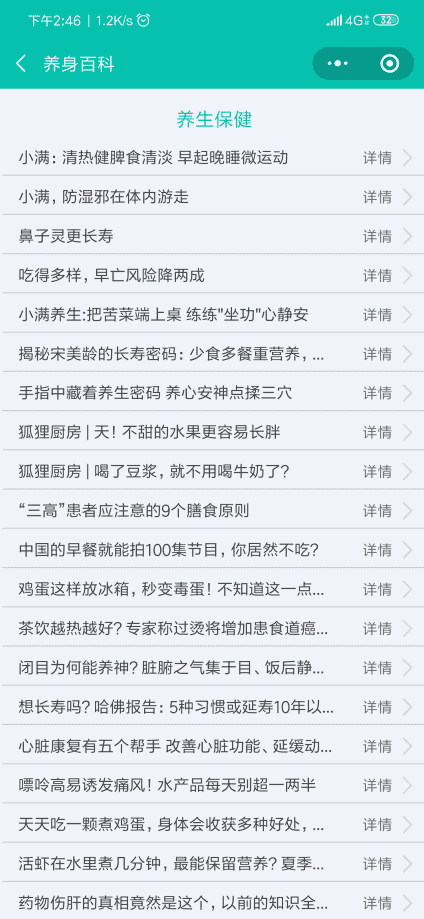 下午2:46 | 1.2K/s
4G
32
养身百科
养生保健
小满：清热健脾食清淡 早起晚睡微运动 详情
小满，防湿邪在体内游走 详情
鼻子灵更长寿 详情
吃得多样，早亡风险降两成 详情
小满养生:把苦菜端上桌 练练"坐功"心静安 详情
揭秘宋美龄的长寿密码：少食多餐重营养，... 详情
手指中藏着养生密码 养心安神点揉三穴 详情
狐狸厨房 | 天！不甜的水果更容易长胖 详情
狐狸厨房 | 喝了豆浆，就不用喝牛奶了? 详情
“三高”患者应注意的9个膳食原则 详情
中国的早餐就能拍100集节目，你居然不吃? 详情
鸡蛋这样放冰箱，秒变毒蛋！不知道这一点... 详情
茶饮越热越好? 专家称过烫将增加患食道癌... 详情
闭目为何能养神? 脏腑之气集于目、饭后静... 详情
想长寿吗? 哈佛报告：5种习惯或延寿10年以... 详情
心脏康复有五个帮手 改善心脏功能、延缓动... 详情
嘌呤高易诱发痛风！水产品每天别超一两半 详情
天天吃一颗煮鸡蛋，身体会收获多种好处，... 详情
活虾在水里煮几分钟，最能保留营养? 夏季... 详情
药物伤肝的真相竟然是这个，以前的知识全... 详情